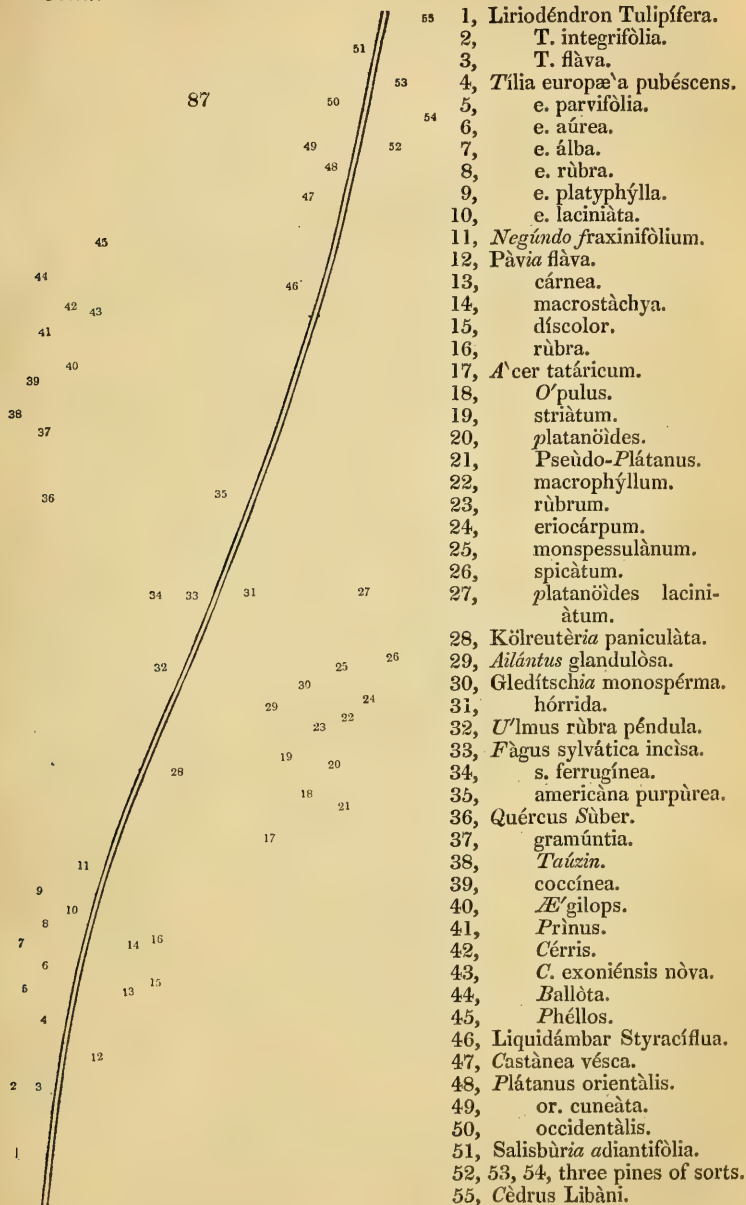 1, Liriodéndron Tulipífera.
2, T. integrifòlia.
3, T. flàva.
4, Tília europæ'a pubéscens.
5, e. parvifòlia.
6, e. aúrea.
7, e. álba.
8, e. rùbra.
9, e. platyphýlla.
10, e. laciniàta.
11, Negúndo fraxinifòlium.
12, Pàvia flàva.
13, cárnea.
14, macrostàchya.
15, díscolor.
16, rùbra.
17, A`cer tatáricum.
18, O'pulus.
19, striàtum.
20, platanöìdes.
21, Pseùdo-Plátanus.
22, macrophýllum.
23, rùbrum.
24, eriocárpum.
25, monspessulànum.
26, spicàtum.
27, platanöìdes lacini-
àtum.
28, Kölreutèria paniculàta.
29, Ailántus glandulòsa.
30, Gledítschia monospérma.
31, hórrida.
32, U'lmus rùbra péndula.
33, Fàgus sylvática incìsa.
34, s. ferrugínea.
35, americàna purpùrea.
36, Quércus Sùber.
37, gramúntia.
38, Taúzin.
39, coccínea.
40, Æ'gilops.
41, Prìnus.
42, Cérris.
43, C. exoniénsis nòva.
44, Ballòta.
45, Phéllos.
46, Liquidámbar Styracíflua.
47, Castànea vésca.
48, Plátanus orientàlis.
49, or. cuneàta.
50, occidentàlis.
51, Salisbùria adiantifòlia.
52, 53, 54, three pines of sorts.
55, Cèdrus Libàni.
55
51
53
87
50
54
49
52
48
47
45
44
46
42
43
41
40
39
38
37
36
35
34
33
31
27
32
26
25
30
24
29
22
23
19
20
28
18
21
17
11
9
10
8
7
14
16
6
15
5
13
4
12
2
3
1